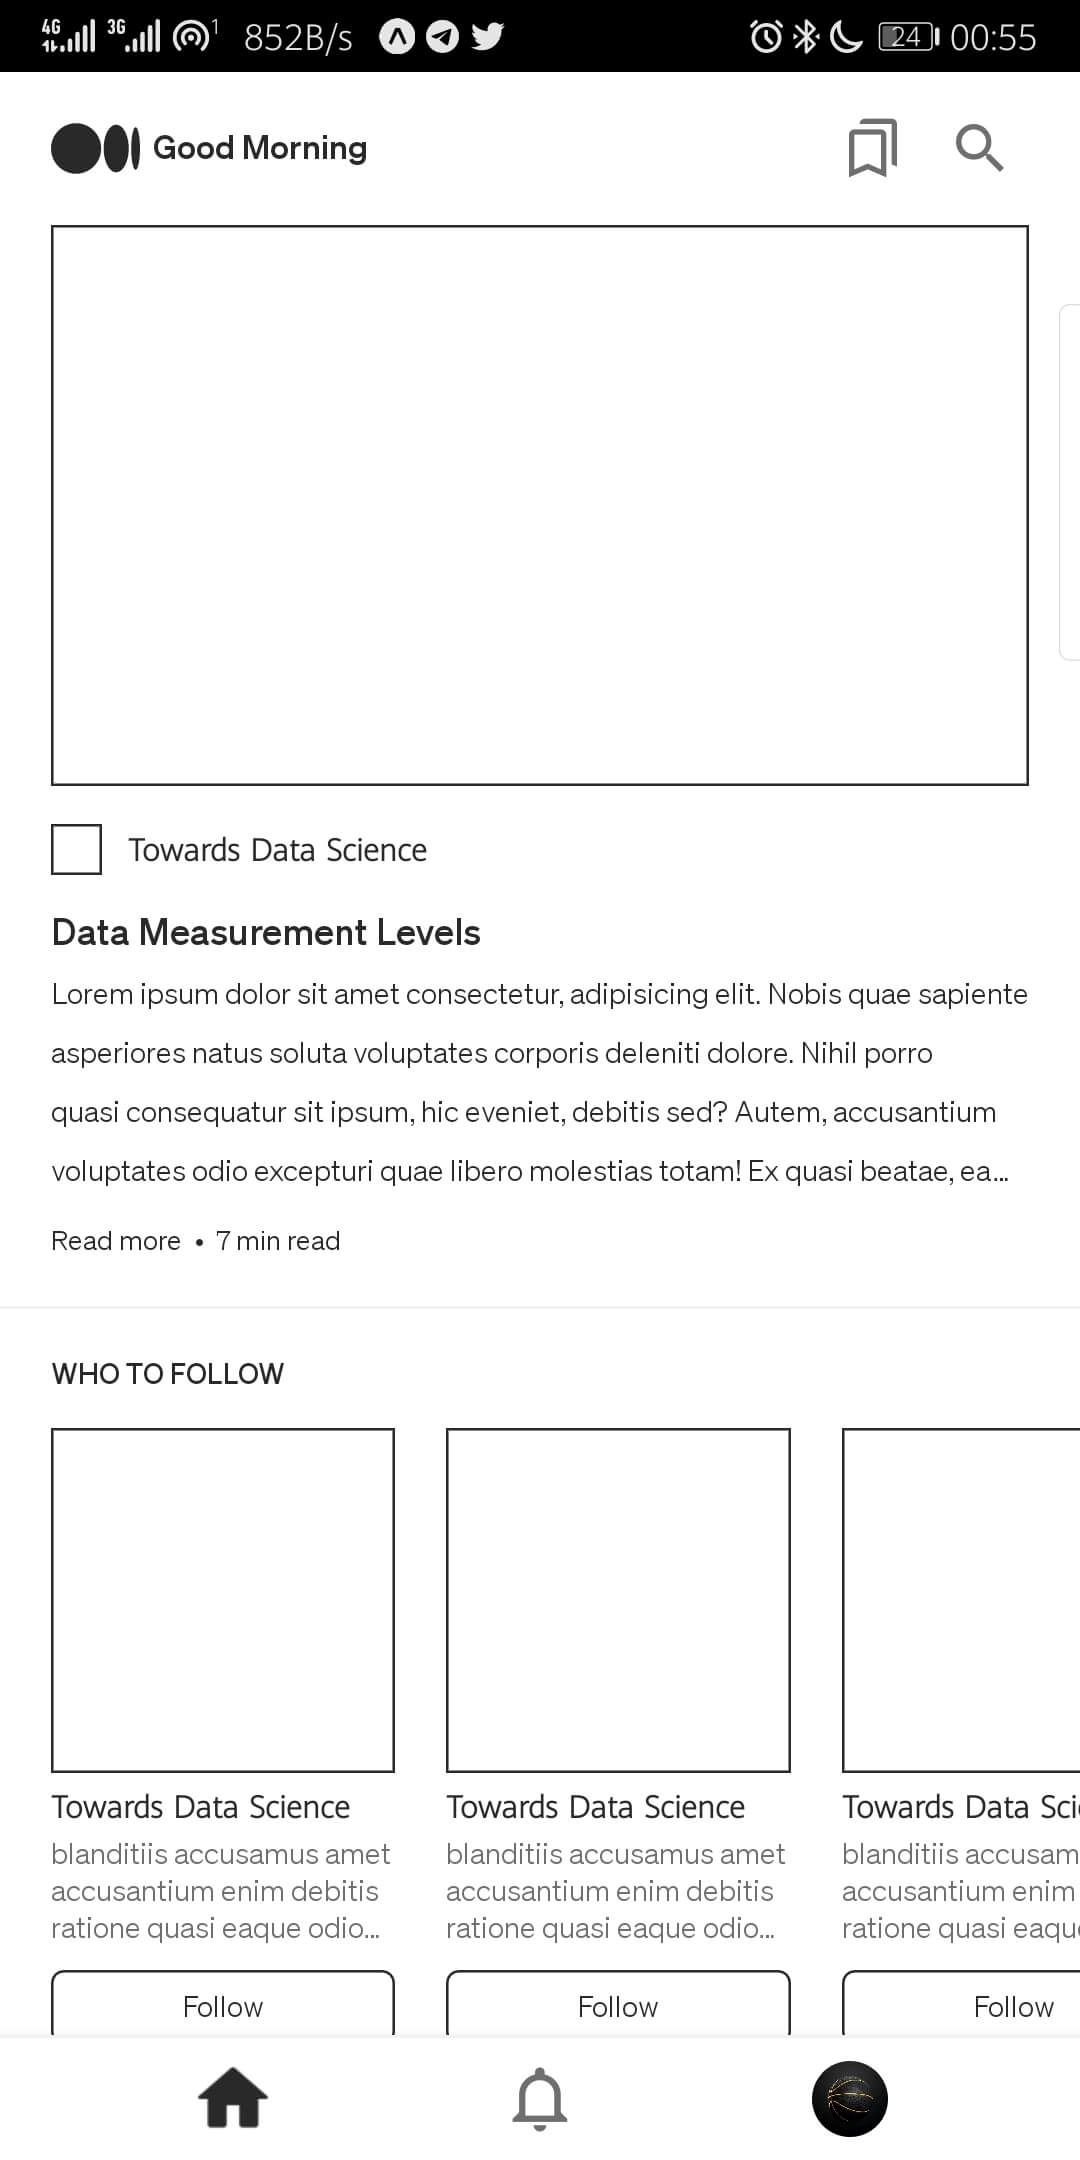 4G 3G 1 852B/s 24 00:55
Good Morning
Towards Data Science
Data Measurement Levels
Lorem ipsum dolor sit amet consectetur, adipisicing elit. Nobis quae sapiente
asperiores natus soluta voluptates corporis deleniti dolore. Nihil porro
quasi consequatur sit ipsum, hic eveniet, debitis sed? Autem, accusantium
voluptates odio excepturi quae libero molestias totam! Ex quasi beatae, ea...
Read more • 7 min read
WHO TO FOLLOW
Towards Data Science
blanditiis accusamus amet
accusantium enim debitis
ratione quasi eaque odio...
Follow
Towards Data Science
blanditiis accusamus amet
accusantium enim debitis
ratione quasi eaque odio...
Follow
Towards Data Sci
blanditiis accusam
accusantium enim
ratione quasi eaqu
Follow